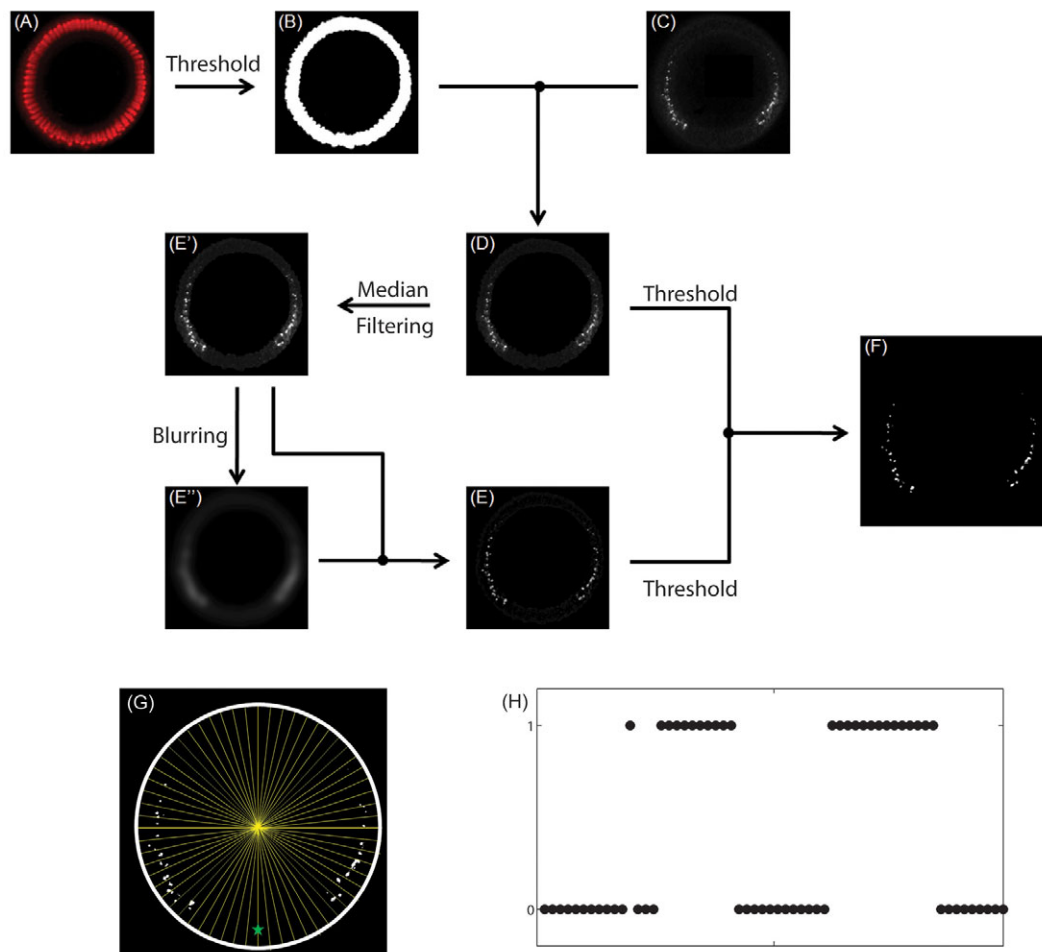 (A)
Threshold
(B)
(C)
(E')
Median
Filtering
(D)
Threshold
(F)
Blurring
(E'')
(E)
Threshold
(G)
(H)
1
0